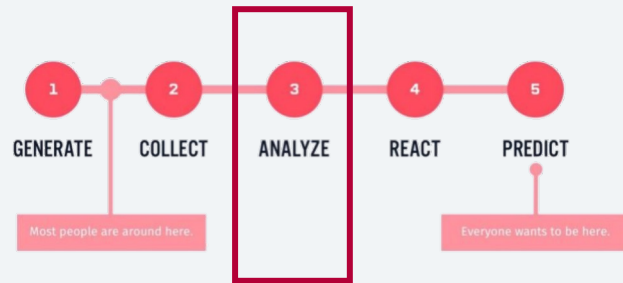 1 2 3 4 5
GENERATE COLLECT ANALYZE REACT PREDICT
Most people are around here. Everyone wants to be here.